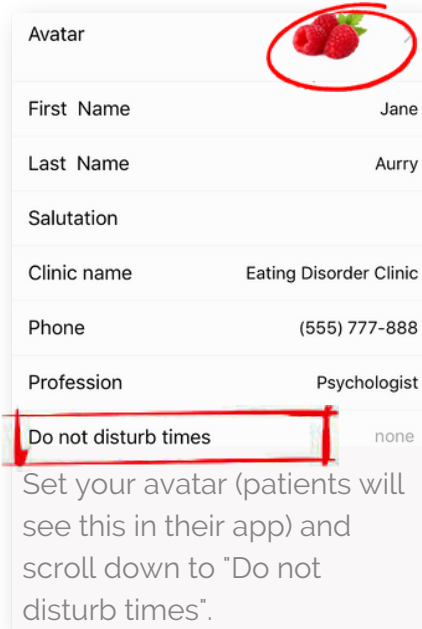 Avatar
First Name Jane
Last Name Aurry
Salutation
Clinic name Eating Disorder Clinic
Phone (555) 777-888
Profession Psychologist
Do not disturb times none
Set your avatar (patients will
see this in their app) and
scroll down to "Do not
disturb times".